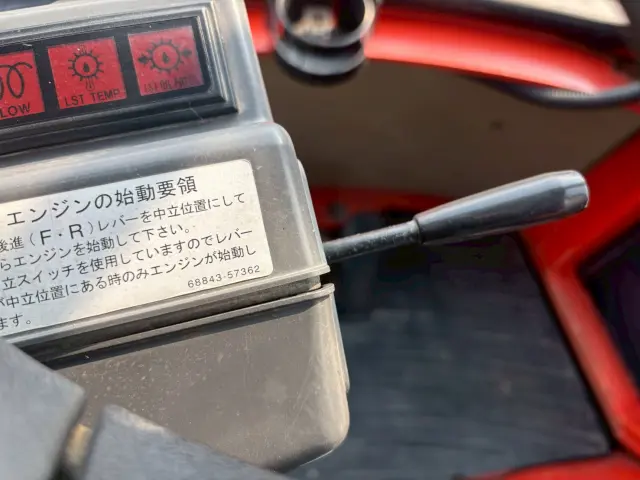 LOW
LST TEMP
エンジンの始動要領
後進(F・R)レバーを中立位置にして
らエンジンを始動して下さい。
立スイッチを使用していますのでレバー
が中立位置にある時のみエンジンが始動し
ます。
68843-57362